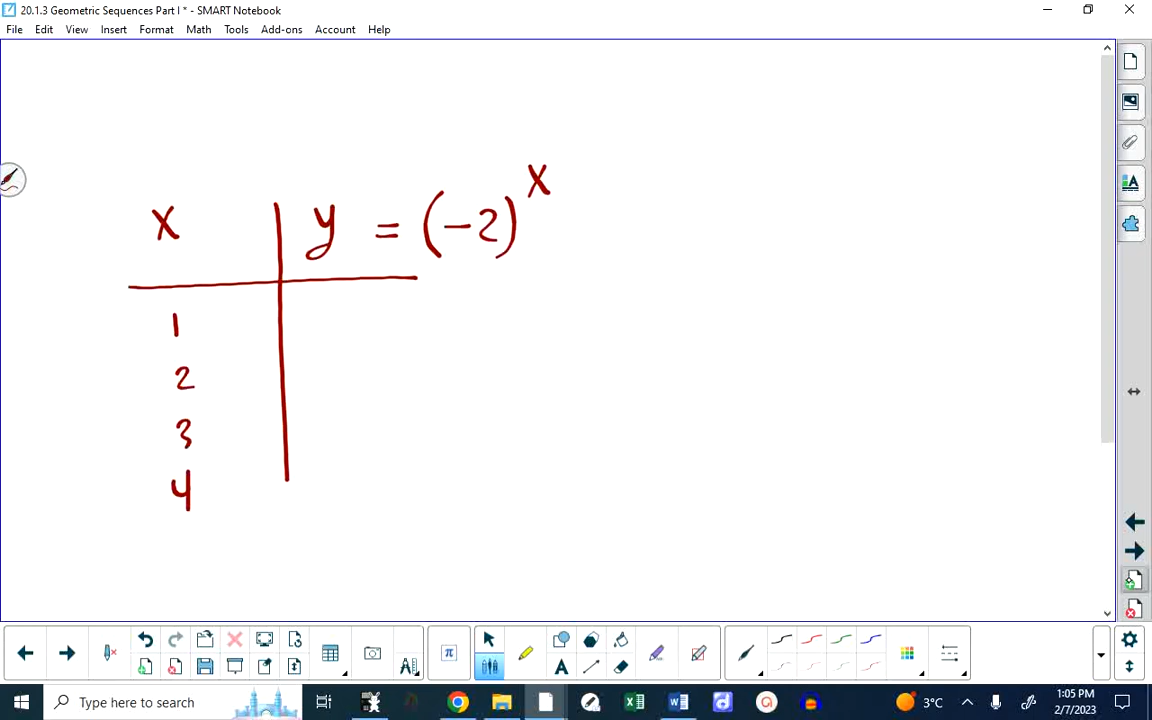 20.1.3 Geometric Sequences Part I * - SMART Notebook
File Edit View Insert Format Math Tools Add-ons Account Help
x y = (-2)^x
1
2
3
4
π
A
Type here to search
3°C
1:05 PM
2/7/2023